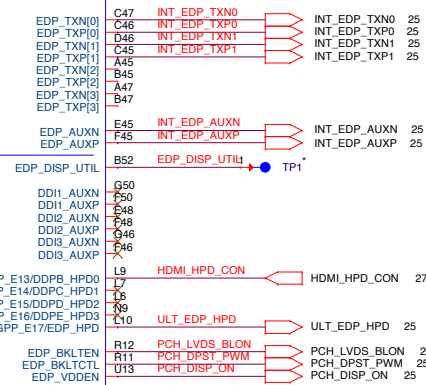 EDP_TXN[0] C47 INT_EDP_TXN0 INT_EDP_TXN0 25
EDP_TXP[0] C46 INT_EDP_TXP0 INT_EDP_TXP0 25
EDP_TXN[1] D46 INT_EDP_TXN1 INT_EDP_TXN1 25
EDP_TXP[1] C45 INT_EDP_TXP1 INT_EDP_TXP1 25
EDP_TXN[2] A45
EDP_TXP[2] B45
EDP_TXN[3] A47
EDP_TXP[3] B47
EDP_AUXN E45 INT_EDP_AUXN INT_EDP_AUXN 25
EDP_AUXP F45 INT_EDP_AUXP INT_EDP_AUXP 25
EDP_DISP_UTIL B52 EDP_DISP_UTIL 1 TP1
DDI1_AUXN G50
DDI1_AUXP F50
DDI2_AUXN E48
DDI2_AUXP F48
DDI3_AUXN G46
DDI3_AUXP F46
P_E13/DDPB_HPD0 L9 HDMI_HPD_CON HDMI_HPD_CON 27
P_E14/DDPC_HPD1 L7
P_E15/DDPD_HPD2 L6
P_E16/DDPE_HPD3 N9
GPP_E17/EDP_HPD L10 ULT_EDP_HPD ULT_EDP_HPD 25
EDP_BKLTEN R12 PCH_LVDS_BLON PCH_LVDS_BLON 2
EDP_BKLTCTL R11 PCH_DPST_PWM PCH_DPST_PWM 25
EDP_VDDEN U13 PCH_DISP_ON PCH_DISP_ON 25